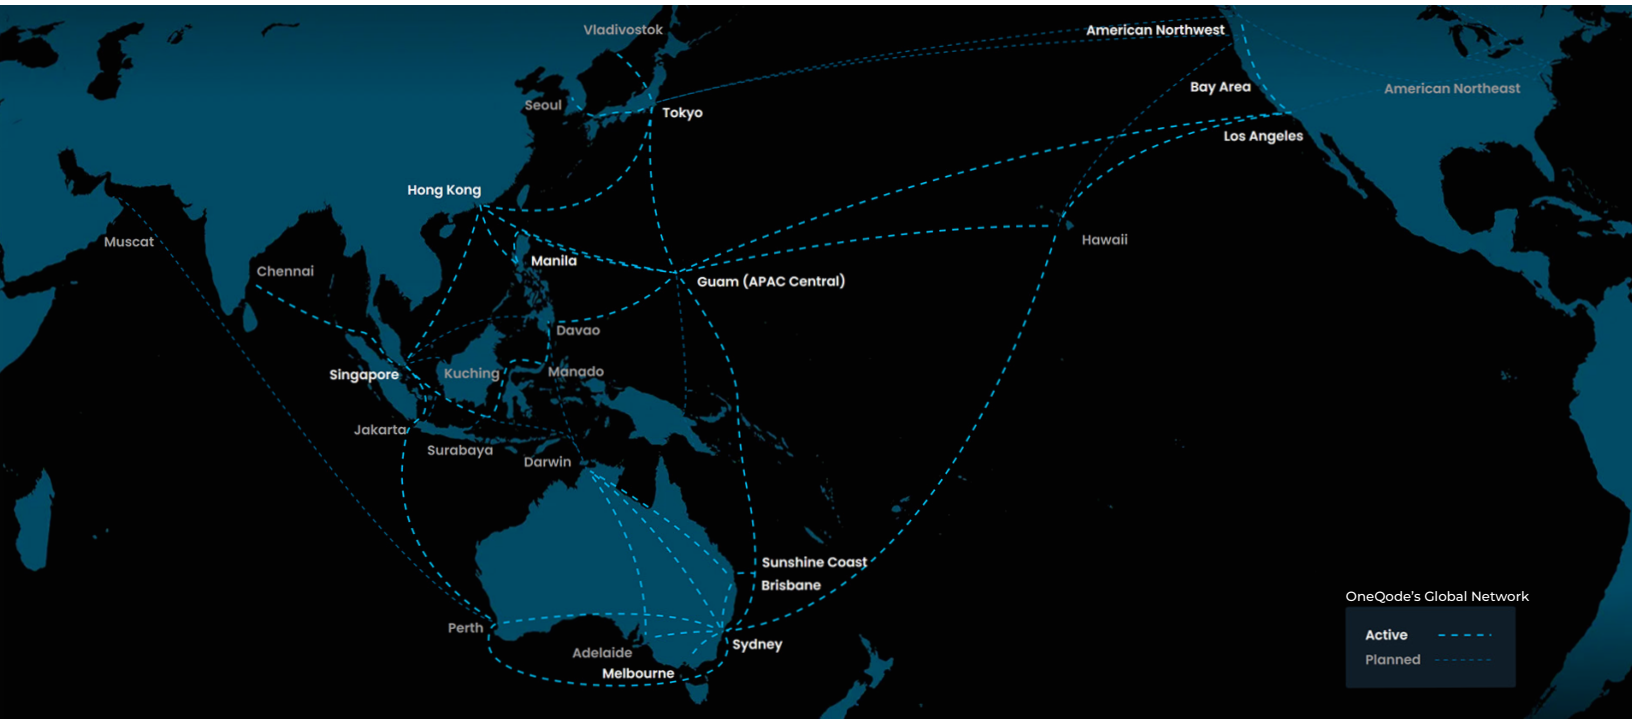 Vladivostok
American Northwest
Bay Area
American Northeast
Seoul
Tokyo
Los Angeles
Hong Kong
Muscat
Hawaii
Manila
Chennai
Guam (APAC Central)
Davao
Singapore
Kuching
Manado
Jakarta
Surabaya
Darwin
Sunshine Coast
Brisbane
Perth
Sydney
Adelaide
Melbourne
OneQode's Global Network
Active
Planned